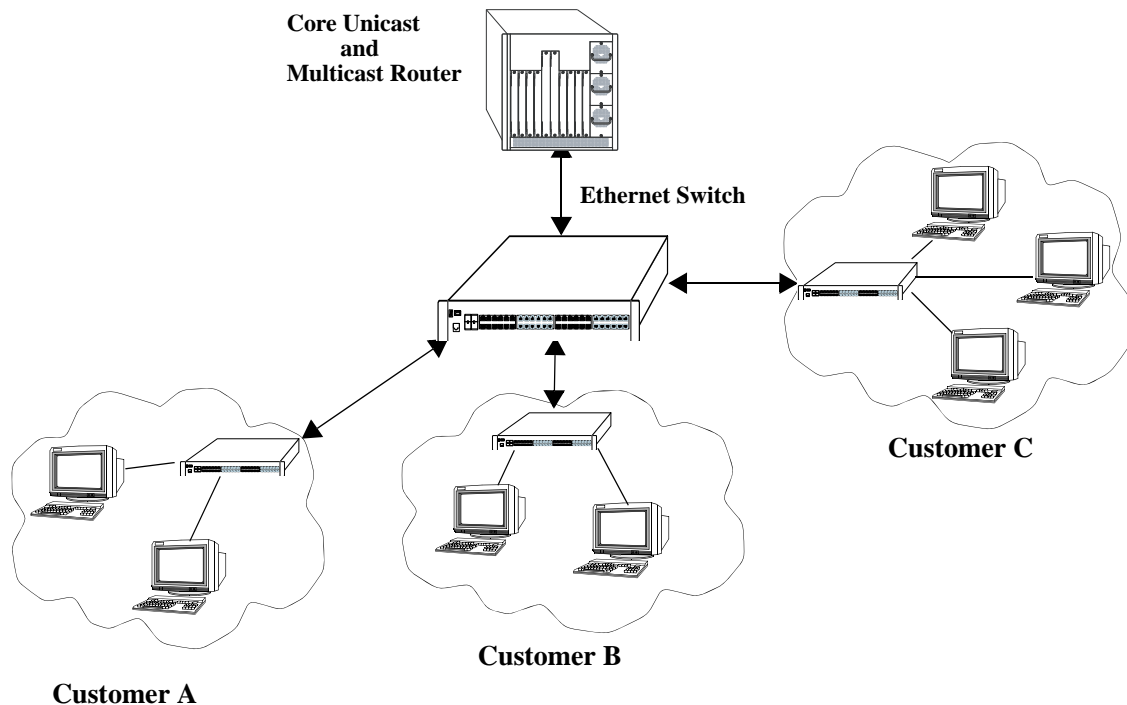 Core Unicast
and
Multicast Router
Ethernet Switch
Customer C
Customer B
Customer A